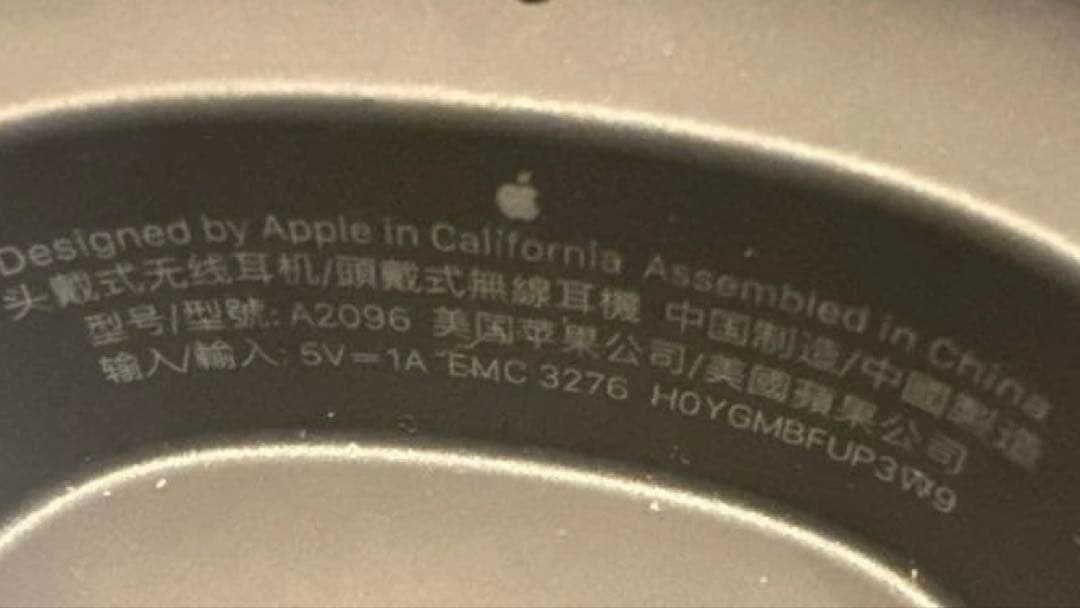 Designed by Apple in California Assembled in China
头戴式无线耳机/頭戴式無線耳機 中国制造/中國製造
型号/型號: A2096 美国苹果公司/美國蘋果公司
输入/輸入: 5V⎓1A EMC 3276 H0YGMBFUP3W9